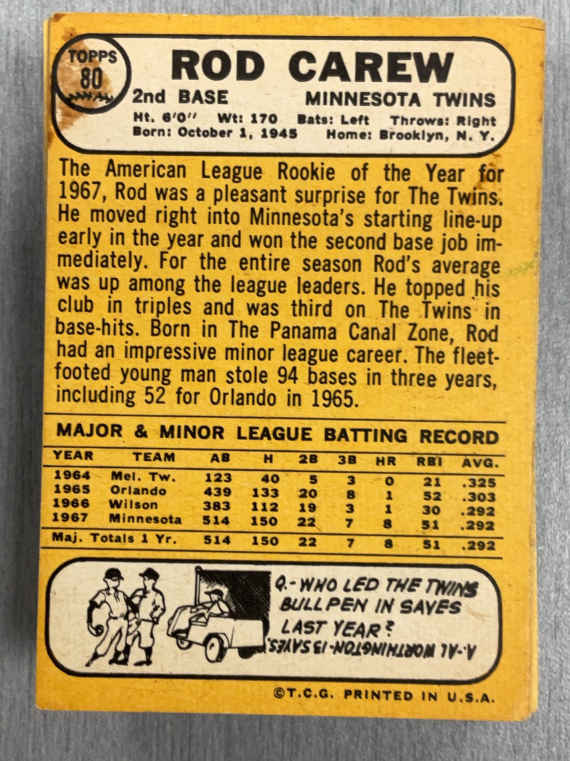 TOPPS
80
ROD CAREW
2nd BASE MINNESOTA TWINS
Ht. 6'0" Wt: 170 Bats: Left Throws: Right
Born: October 1, 1945 Home: Brooklyn, N. Y.
The American League Rookie of the Year for
1967, Rod was a pleasant surprise for The Twins.
He moved right into Minnesota's starting line-up
early in the year and won the second base job im-
mediately. For the entire season Rod's average
was up among the league leaders. He topped his
club in triples and was third on The Twins in
base-hits. Born in The Panama Canal Zone, Rod
had an impressive minor league career. The fleet-
footed young man stole 94 bases in three years,
including 52 for Orlando in 1965.
MAJOR & MINOR LEAGUE BATTING RECORD
YEAR TEAM AB H 2B 3B HR RBI AVG.
1964 Mel. Tw. 123 40 5 3 0 21 .325
1965 Orlando 439 133 20 8 1 52 .303
1966 Wilson 383 112 19 3 1 30 .292
1967 Minnesota 514 150 22 7 8 51 .292
Maj. Totals 1 Yr. 514 150 22 7 8 51 .292
Q.-WHO LED THE TWINS
BULLPEN IN SAVES
LAST YEAR?
A.-AL WORTHINGTON-13 SAVES.
©T.C.G. PRINTED IN U.S.A.